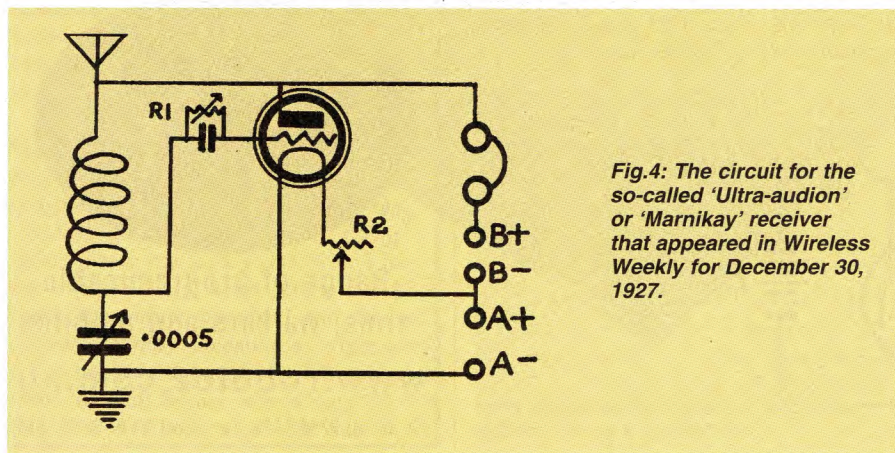 R1
R2
B+
B-
A+
A-
.0005
Fig.4: The circuit for the
so-called 'Ultra-audion'
or 'Marnikay' receiver
that appeared in Wireless
Weekly for December 30,
1927.